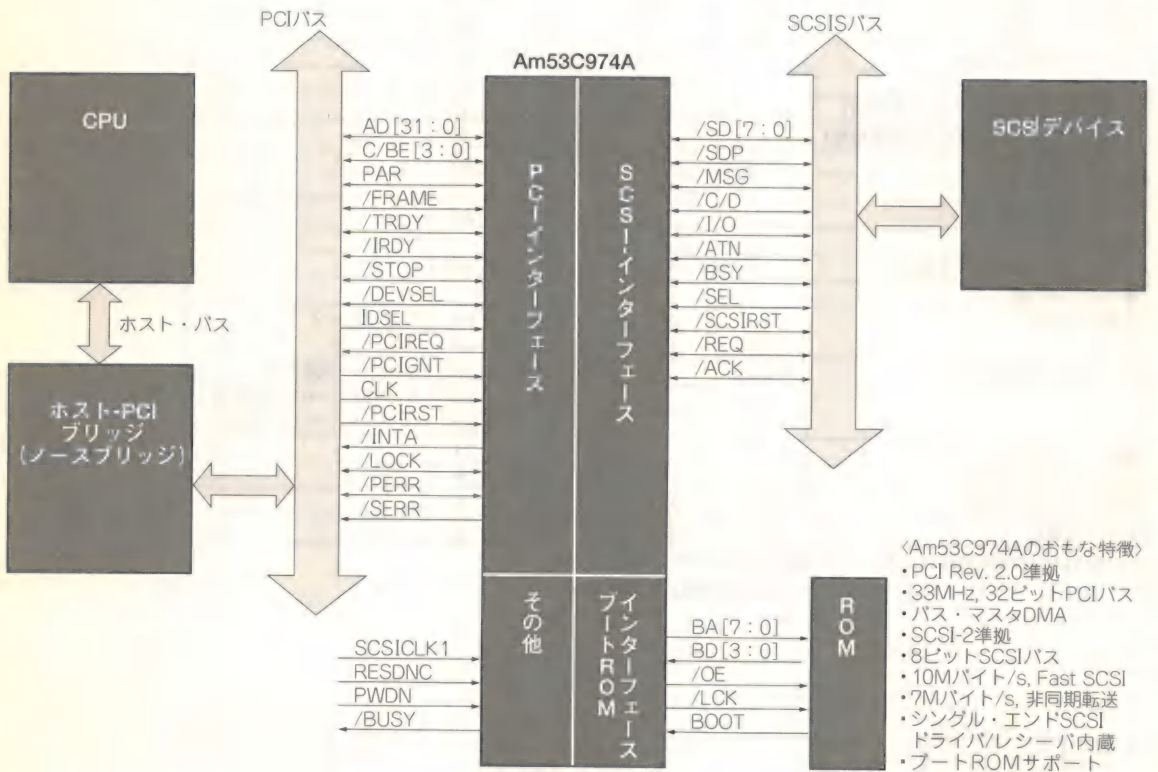 PCIバス
SCSISバス
Am53C974A
CPU
ホスト・バス
ホスト-PCI
ブリッジ
(ノースブリッジ)
AD[31：0]
C/BE[3：0]
PAR
/FRAME
/TRDY
/IRDY
/STOP
/DEVSEL
IDSEL
/PCIREQ
/PCIGNT
CLK
/PCIRST
/INTA
/LOCK
/PERR
/SERR
PCIインターフェース
SCSI・インターフェース
/SD[7：0]
/SDP
/MSG
/C/D
/I/O
/ATN
/BSY
/SEL
/SCSIRST
/REQ
/ACK
SCSIデバイス
SCSICLK1
RESDNC
PWDN
/BUSY
その他
ブートROM
インターフェース
BA[7：0]
BD[3：0]
/OE
/LCK
BOOT
ROM
〈Am53C974Aのおもな特徴〉
・PCI Rev. 2.0準拠
・33MHz, 32ビットPCIバス
・バス・マスタDMA
・SCSI-2準拠
・8ビットSCSIバス
・10Mバイト/s, Fast SCSI
・7Mバイト/s, 非同期転送
・シングル・エンドSCSI
ドライバ/レシーバ内蔵
・ブートROMサポート